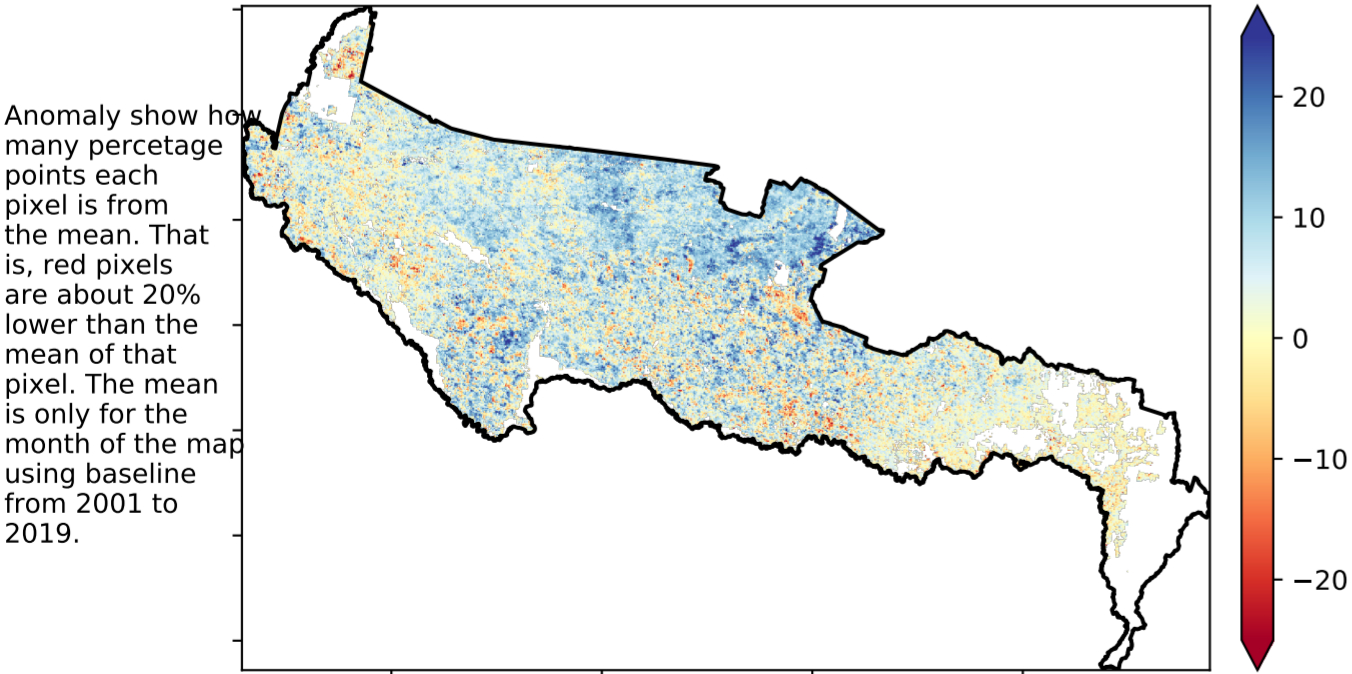 Anomaly show how
many percetage
points each
pixel is from
the mean. That
is, red pixels
are about 20%
lower than the
mean of that
pixel. The mean
is only for the
month of the map
using baseline
from 2001 to
2019.
20
10
0
−10
−20